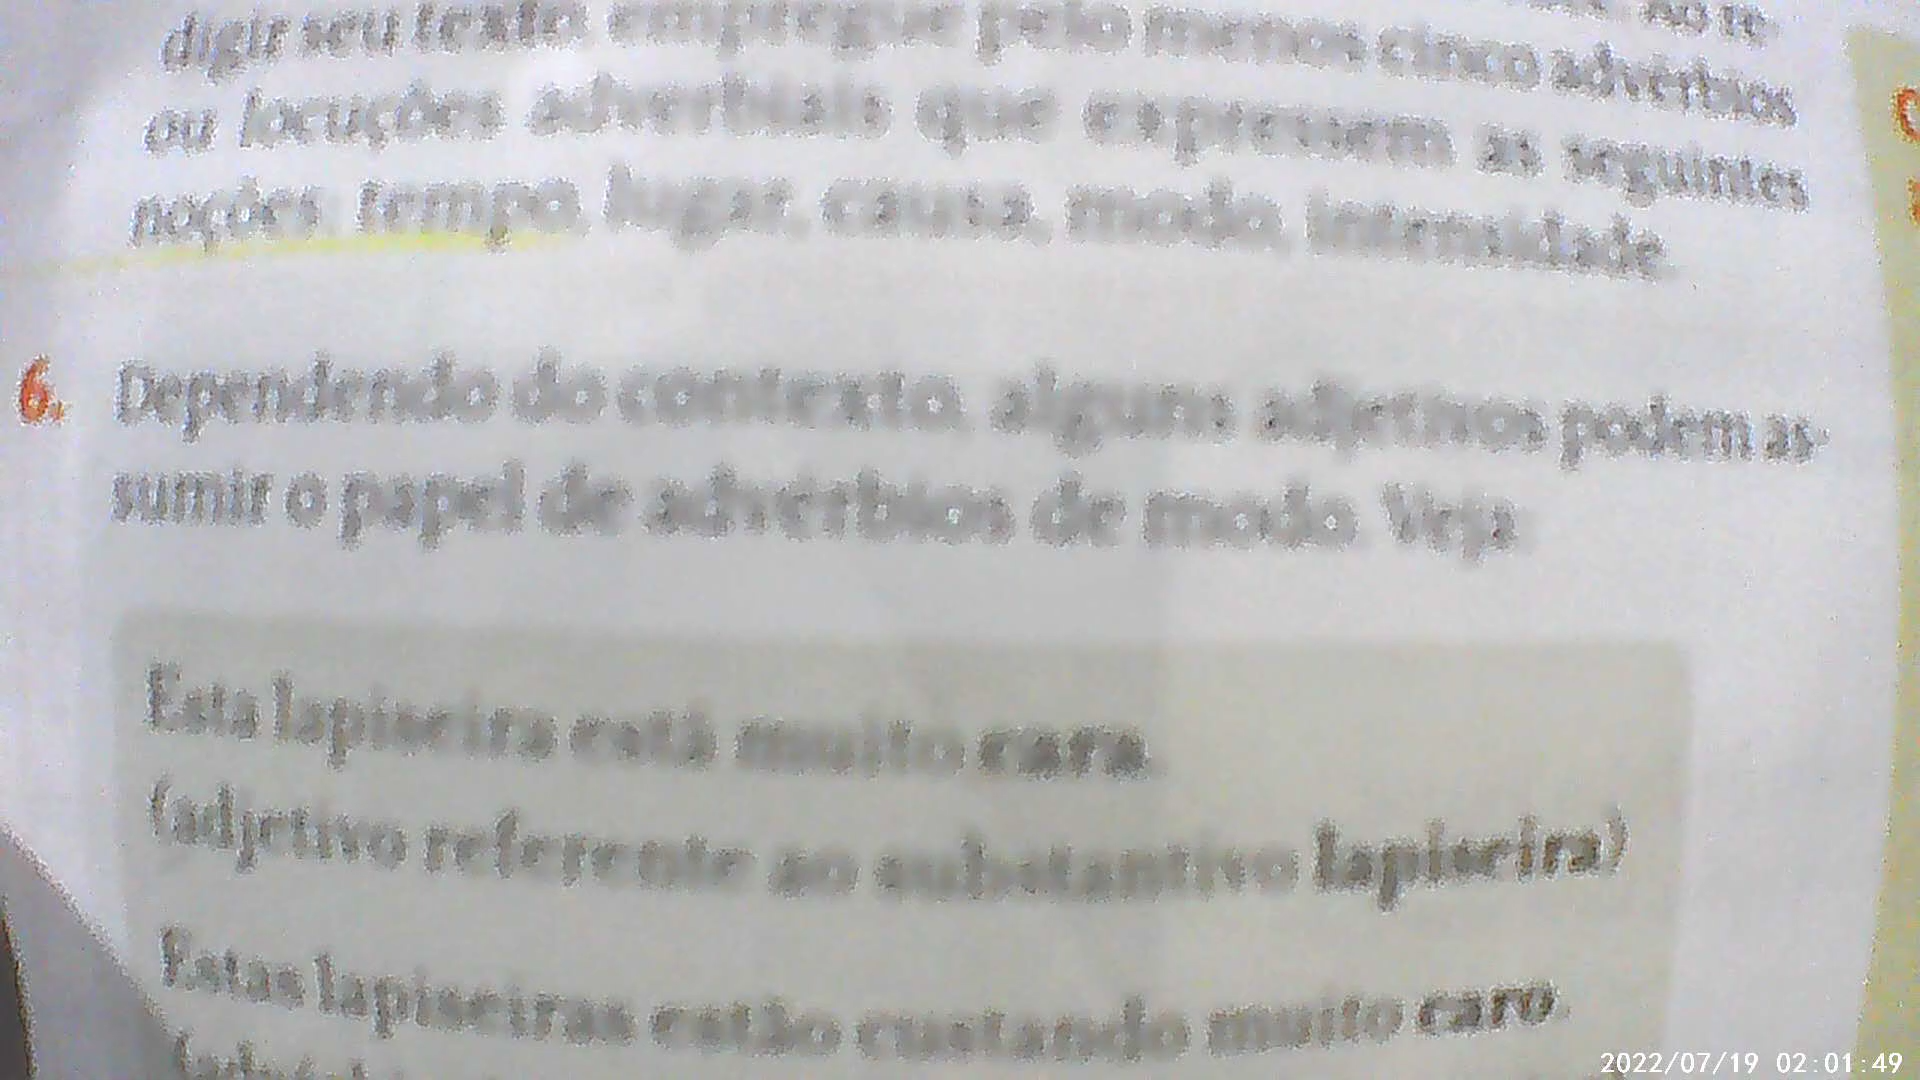 digir seu texto, empregue pelo menos cinco advérbios
ou locuções adverbiais que expressem as seguintes
noções: tempo, lugar, causa, modo, intensidade.
6. Dependendo do contexto, alguns adjetivos podem as-
sumir o papel de advérbios de modo. Veja:
Esta lapiseira está muito cara.
(adjetivo referente ao substantivo lapiseira)
Estas lapiseiras estão custando muito caro.
2022/07/19 02:01:49